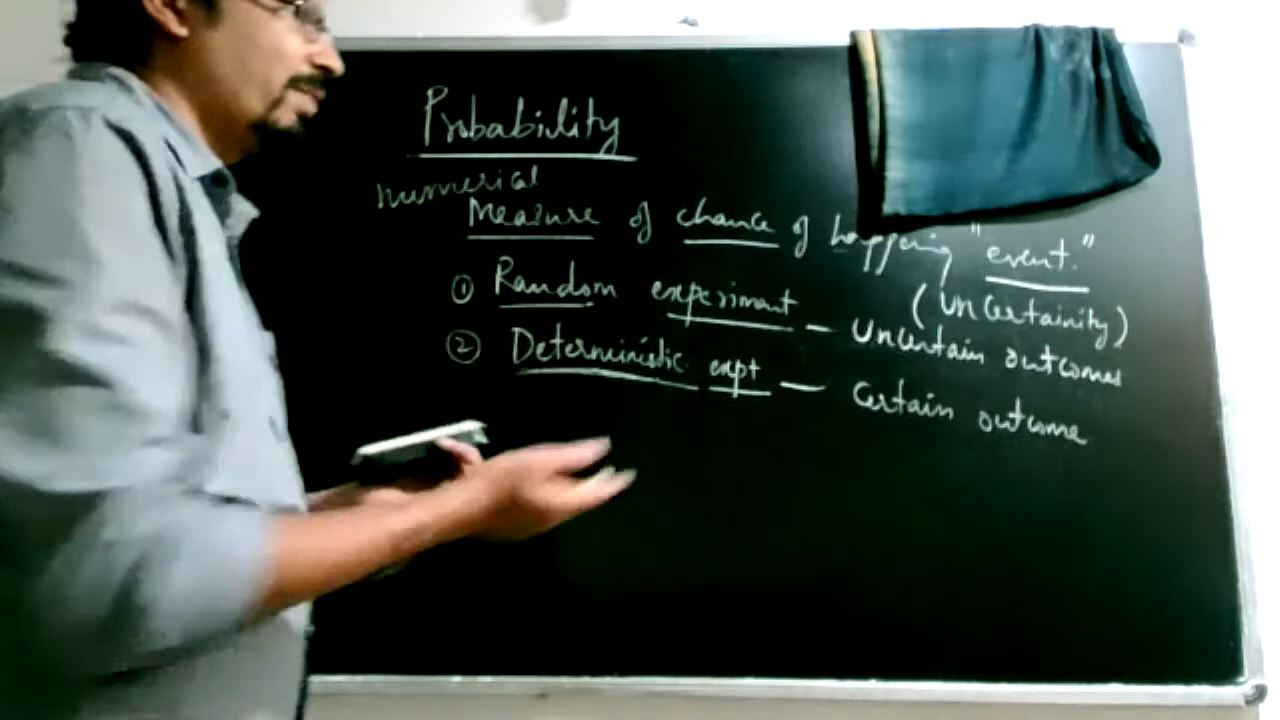 Probability
Numerical
Measure of chance of happening "event."
(Uncertainity)
① Random experiment — Uncertain outcomes
② Deterministic expt — Certain outcome